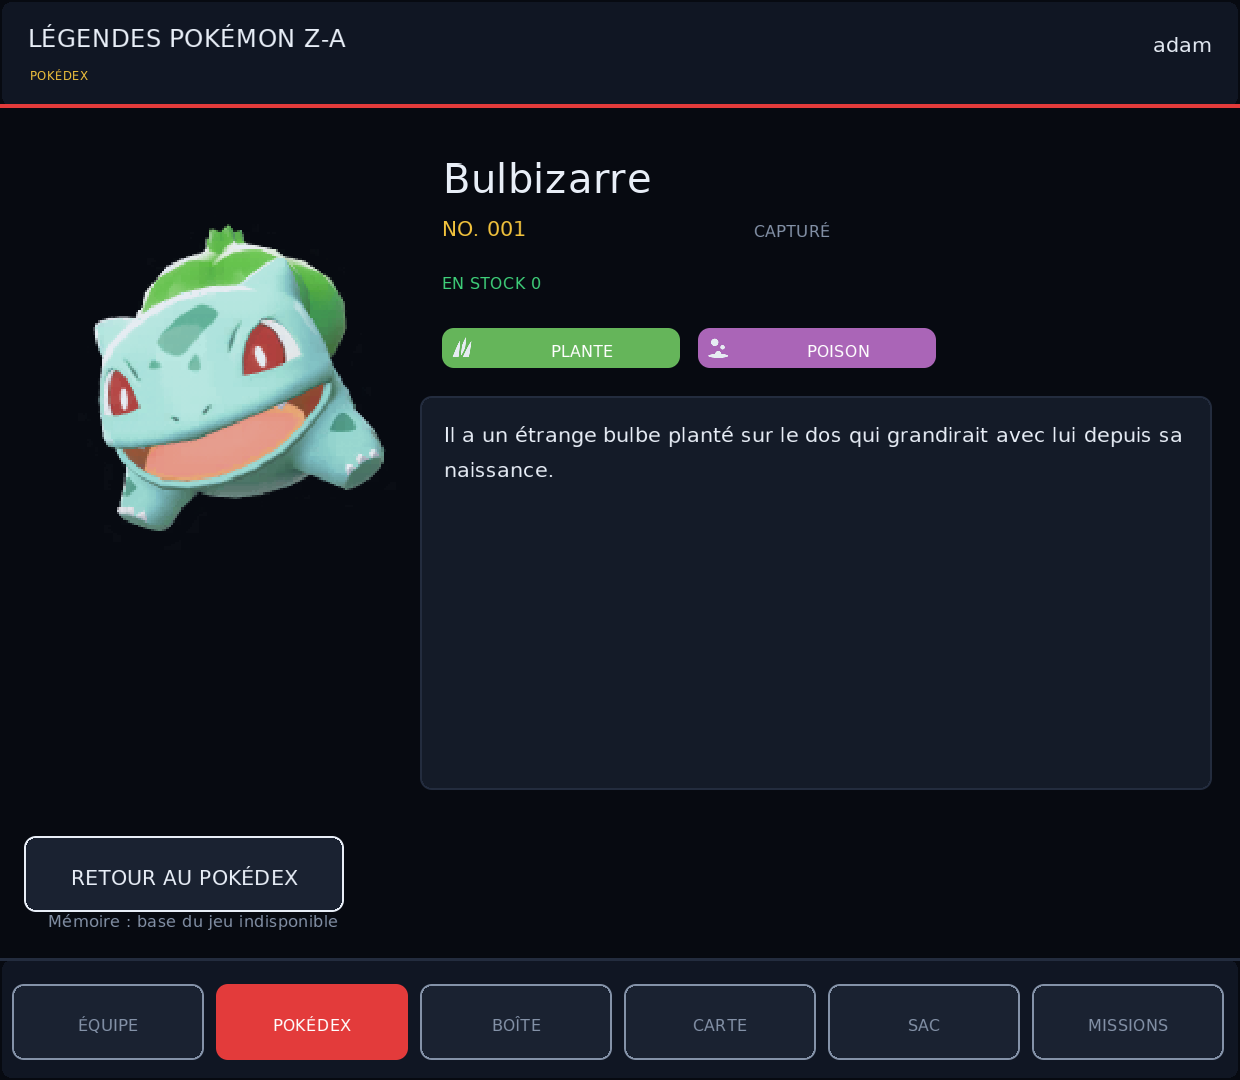 LÉGENDES POKÉMON Z-A
adam
POKÉDEX
Bulbizarre
NO. 001
CAPTURÉ
EN STOCK 0
PLANTE
POISON
Il a un étrange bulbe planté sur le dos qui grandirait avec lui depuis sa
naissance.
RETOUR AU POKÉDEX
Mémoire : base du jeu indisponible
ÉQUIPE
POKÉDEX
BOÎTE
CARTE
SAC
MISSIONS